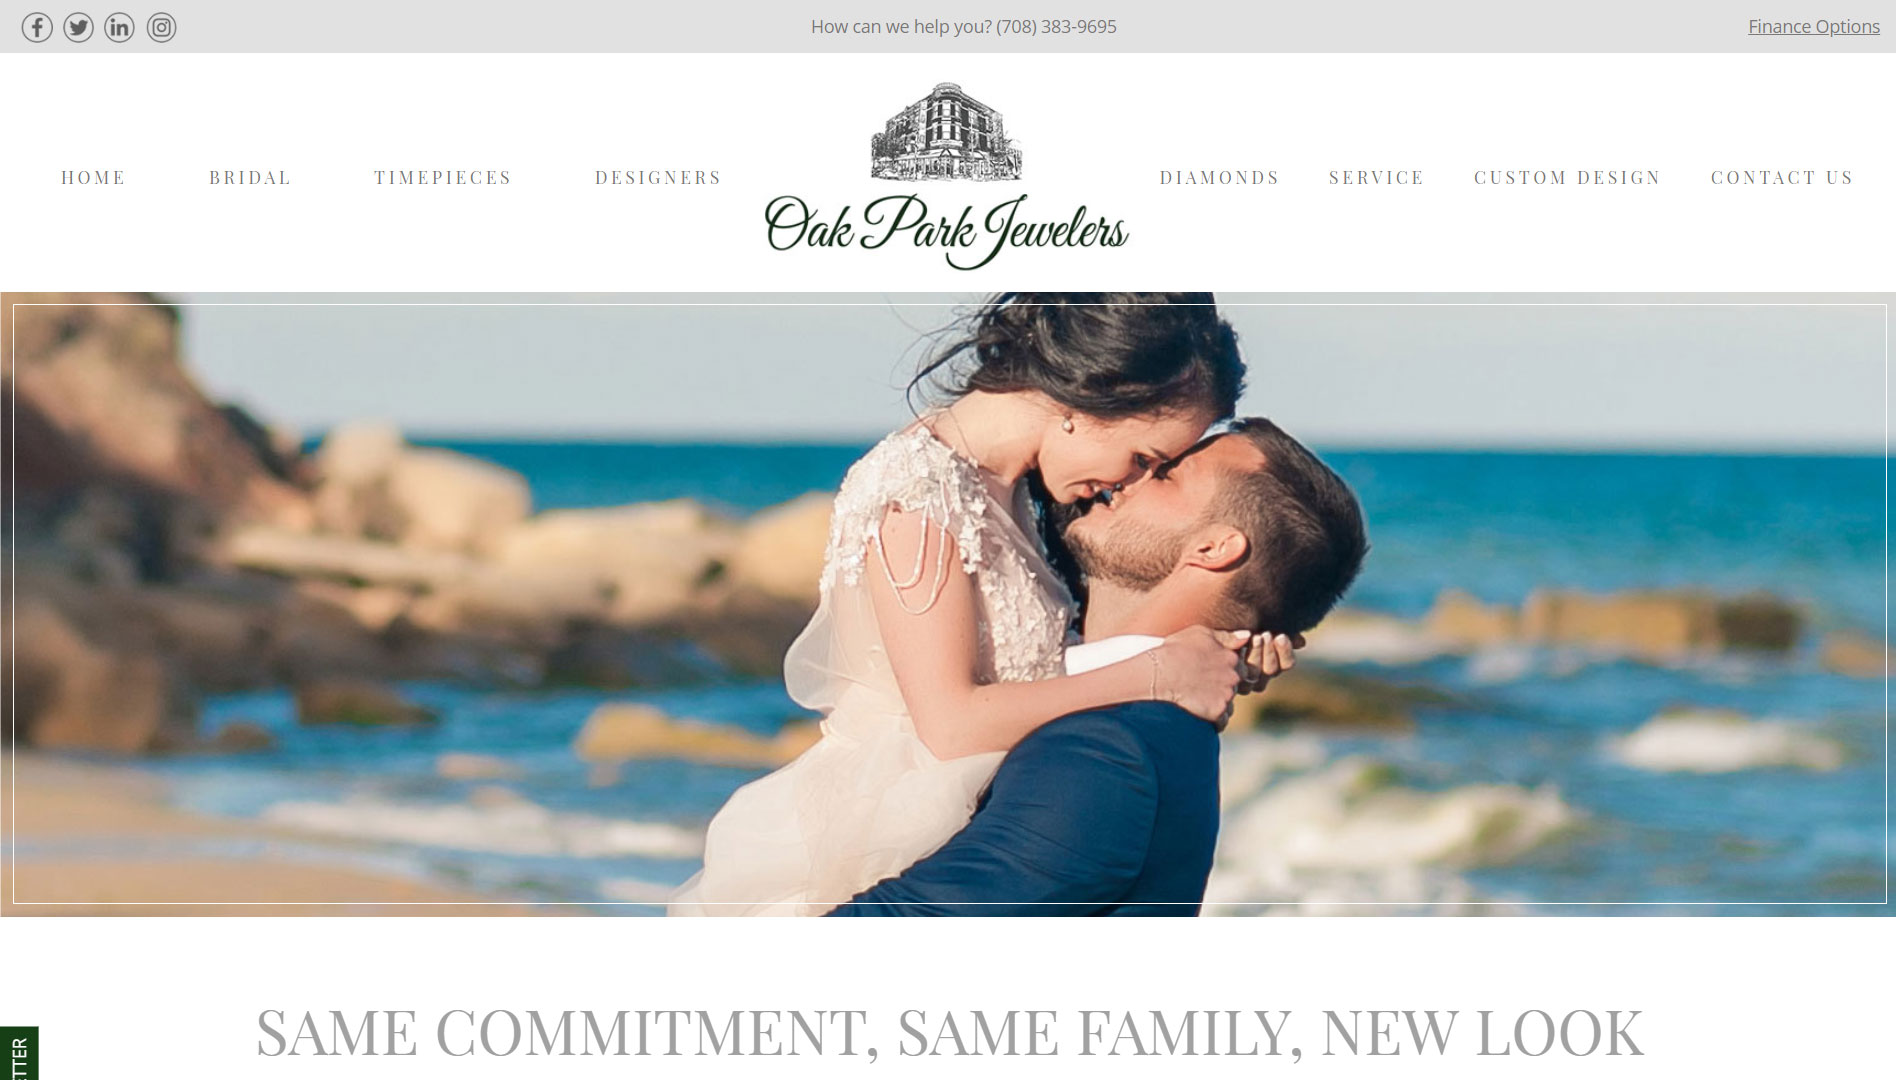 How can we help you? (708) 383-9695
Finance Options
HOME
BRIDAL
TIMEPIECES
DESIGNERS
Oak Park Jewelers
DIAMONDS
SERVICE
CUSTOM DESIGN
CONTACT US
SAME COMMITMENT, SAME FAMILY, NEW LOOK